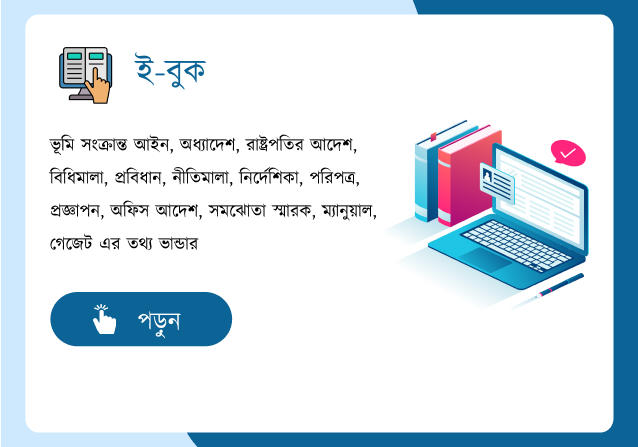 ই-বুক
ভূমি সংক্রান্ত আইন, অধ্যাদেশ, রাষ্ট্রপতির আদেশ,
বিধিমালা, প্রবিধান, নীতিমালা, নির্দেশিকা, পরিপত্র,
প্রজ্ঞাপন, অফিস আদেশ, সমঝোতা স্মারক, ম্যানুয়াল,
গেজেট এর তথ্য ভান্ডার
পড়ুন